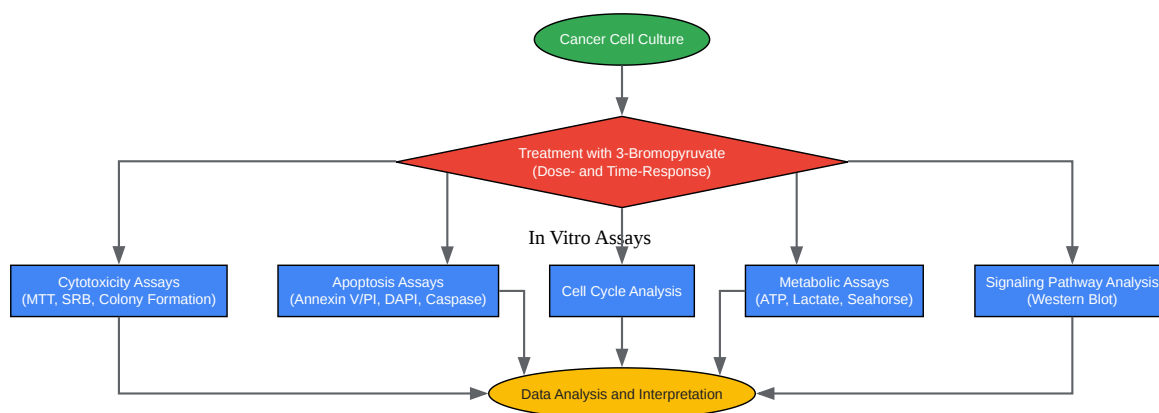 Cancer Cell Culture
Treatment with 3-Bromopyruvate
(Dose- and Time-Response)
In Vitro Assays
Cytotoxicity Assays
(MTT, SRB, Colony Formation)
Apoptosis Assays
(Annexin V/PI, DAPI, Caspase)
Cell Cycle Analysis
Metabolic Assays
(ATP, Lactate, Seahorse)
Signaling Pathway Analysis
(Western Blot)
Data Analysis and Interpretation